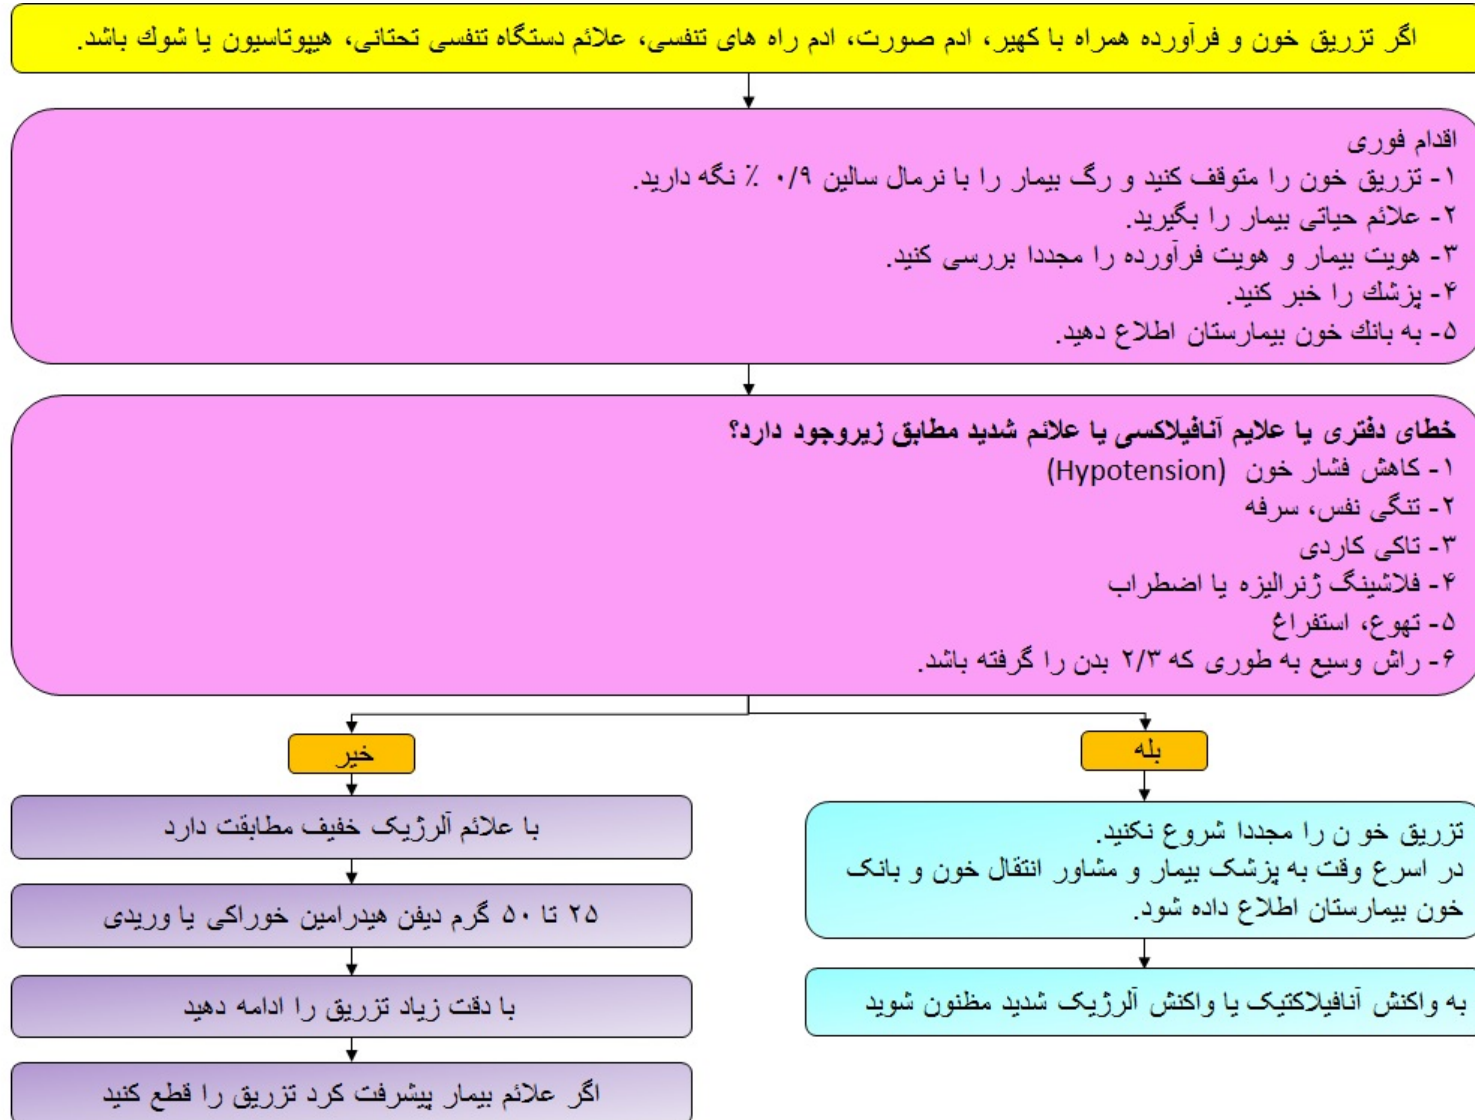 اگر تزریق خون و فرآورده همراه با کهیر، ادم صورت، ادم راه های تنفسی، علائم دستگاه تنفسی تحتانی، هیپوتاسیون یا شوك باشد.
اقدام فوری
۱- تزریق خون را متوقف کنید و رگ بیمار را با نرمال سالین ۰/۹ ٪ نگه دارید.
۲- علائم حیاتی بیمار را بگیرید.
۳- هویت بیمار و هویت فرآورده را مجددا بررسی کنید.
۴- پزشك را خبر کنید.
۵- به بانك خون بیمارستان اطلاع دهید.
خطای دفتری یا علایم آنافیلاکسی یا علائم شدید مطابق زیروجود دارد؟
۱- کاهش فشار خون (Hypotension)
۲- تنگی نفس، سرفه
۳- تاکی کاردی
۴- فلاشینگ ژنرالیزه یا اضطراب
۵- تهوع، استفراغ
۶- راش وسیع به طوری که ۲/۳ بدن را گرفته باشد.
بله
تزریق خو ن را مجددا شروع نکنید.
در اسرع وقت به پزشک بیمار و مشاور انتقال خون و بانک
خون بیمارستان اطلاع داده شود.
به واکنش آنافیلاکتیک یا واکنش آلرژیک شدید مظنون شوید
خیر
با علائم آلرژیک خفیف مطابقت دارد
۲۵ تا ۵۰ گرم دیفن هیدرامین خوراکی یا وریدی
با دقت زیاد تزریق را ادامه دهید
اگر علائم بیمار پیشرفت کرد تزریق را قطع کنید